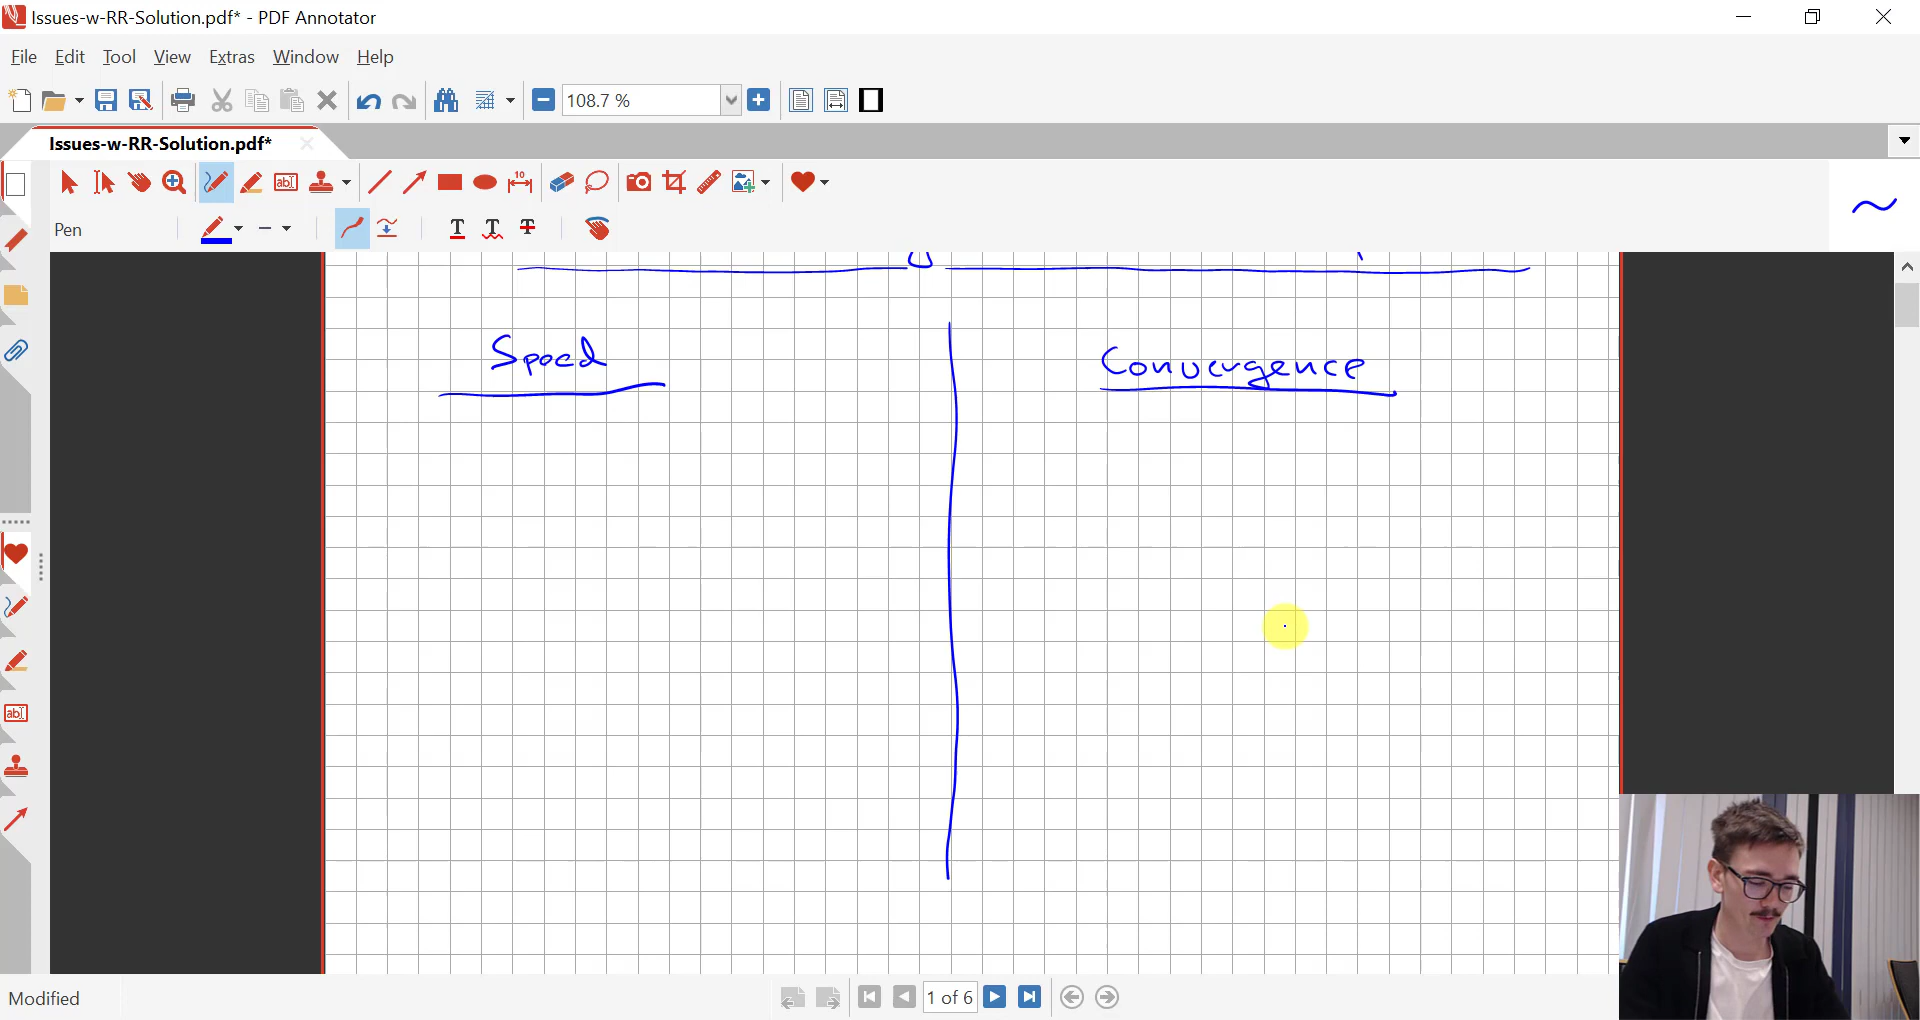 Issues-w-RR-Solution.pdf* - PDF Annotator
File Edit Tool View Extras Window Help
108.7 %
Issues-w-RR-Solution.pdf*
10
Pen
Speed
Convergence
Modified
1 of 6